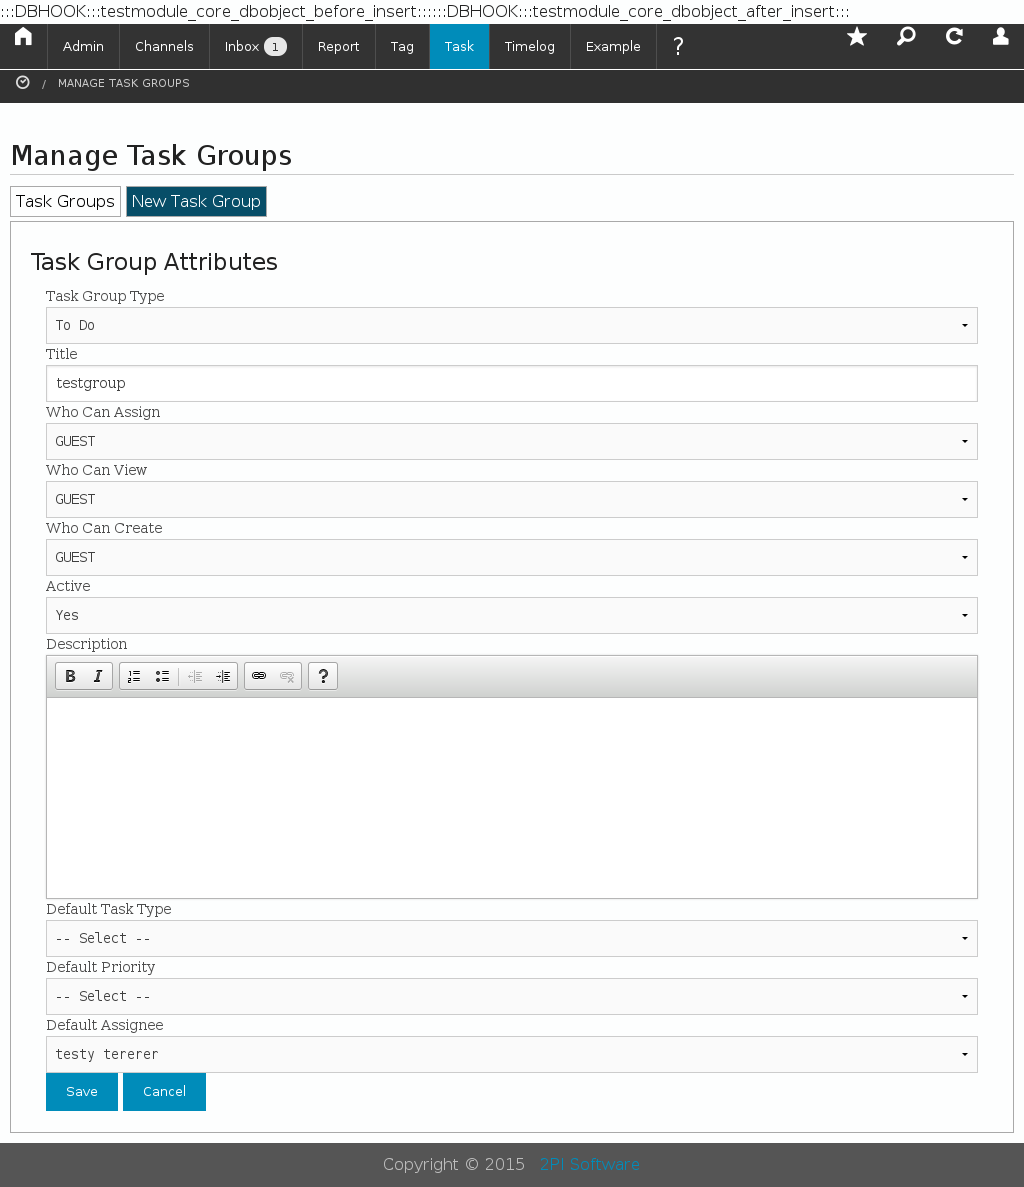 :::DBHOOK:::testmodule_core_dbobject_before_insert::::::DBHOOK:::testmodule_core_dbobject_after_insert:::
Admin Channels Inbox 1 Report Tag Task Timelog Example ?
/ MANAGE TASK GROUPS
Manage Task Groups
Task Groups New Task Group
Task Group Attributes
Task Group Type
To Do
Title
testgroup
Who Can Assign
GUEST
Who Can View
GUEST
Who Can Create
GUEST
Active
Yes
Description
B I ?
Default Task Type
-- Select --
Default Priority
-- Select --
Default Assignee
testy tererer
Save Cancel
Copyright © 2015 2PI Software